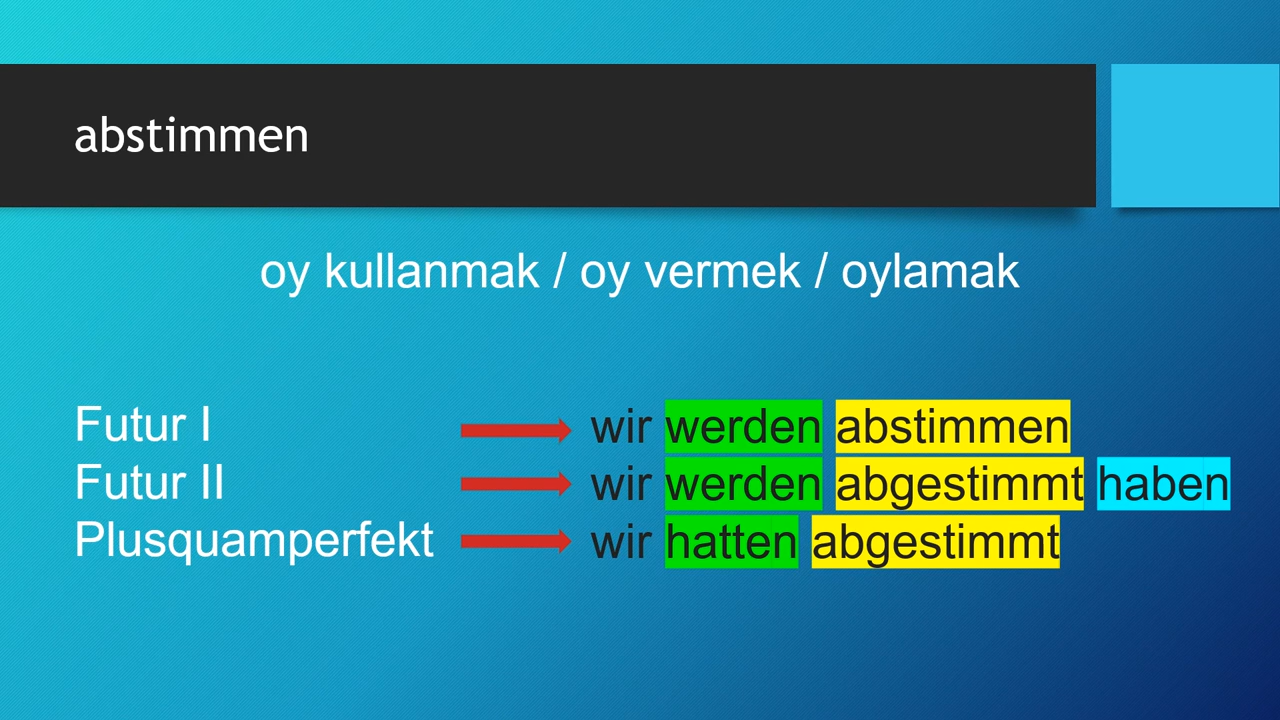 abstimmen
oy kullanmak / oy vermek / oylamak
Futur I wir werden abstimmen
Futur II wir werden abgestimmt haben
Plusquamperfekt wir hatten abgestimmt